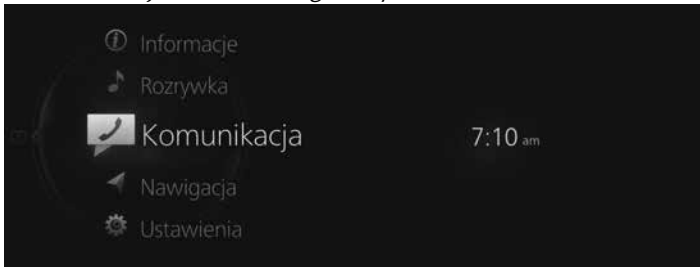 Informacje
Rozrywka
Komunikacja
7:10 am
Nawigacja
Ustawienia